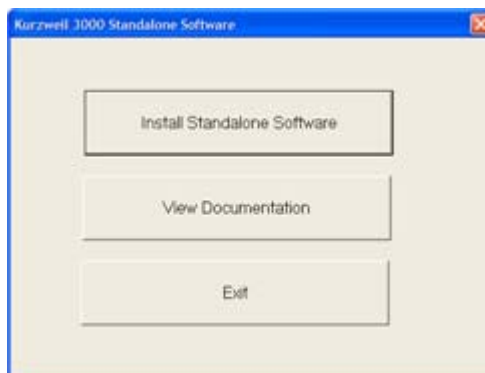 Kurzweil 3000 Standalone Software
Install Standalone Software
View Documentation
Exit